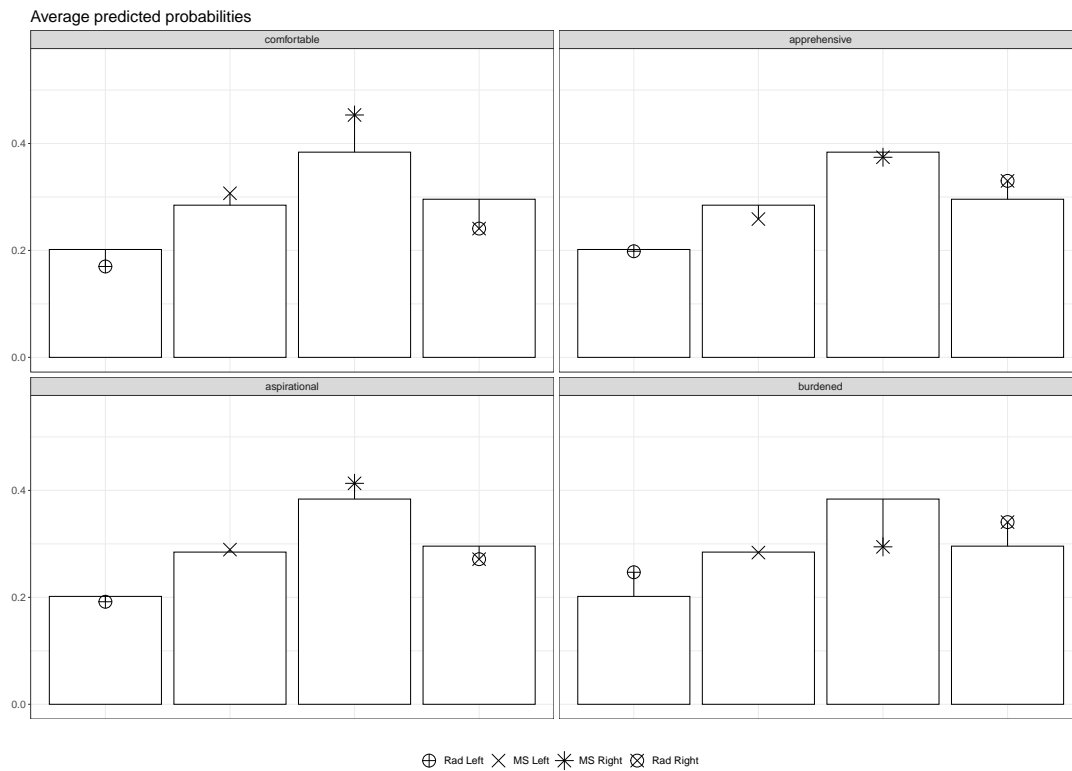 Average predicted probabilities
comfortable
apprehensive
0.4
0.2
0.0
aspirational
burdened
0.4
0.2
0.0
Rad Left MS Left MS Right Rad Right